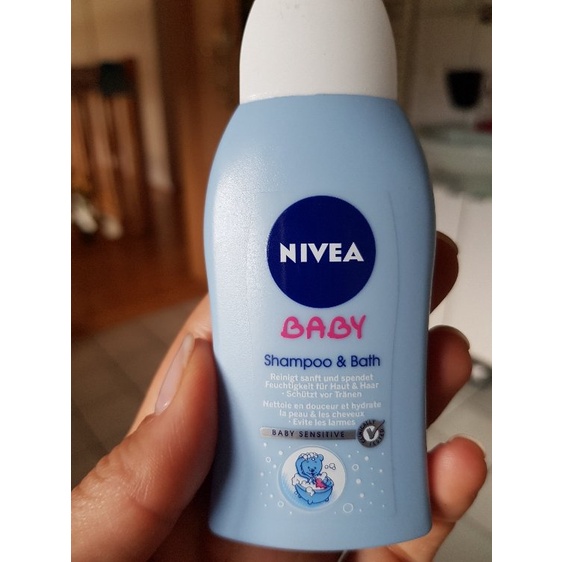 NIVEA
BABY
Shampoo & Bath
Reinigt sanft und spendet
Feuchtigkeit für Haut & Haar
- Schützt vor Tränen
Nettoie en douceur et hydrate
la peau & les cheveux
- Evite les larmes
BABY SENSITIVE